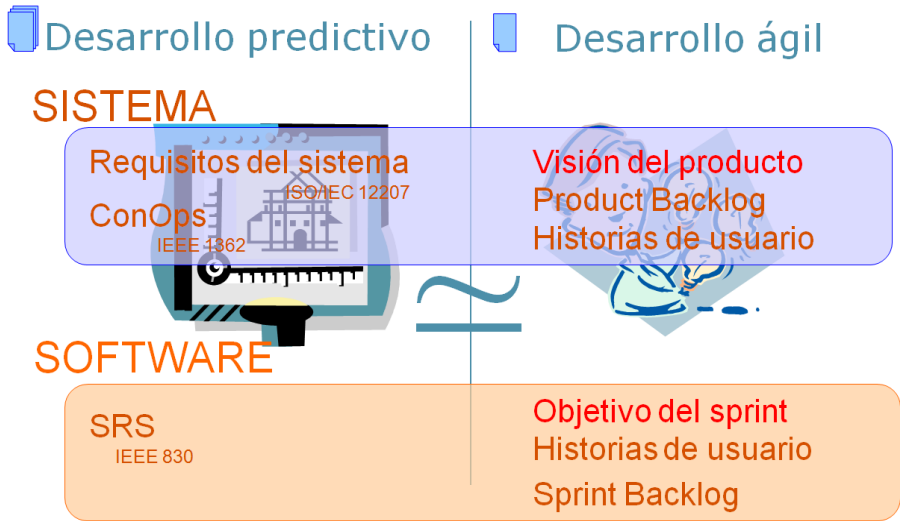 Desarrollo predictivo
Desarrollo ágil
SISTEMA
Requisitos del sistema
ISO/IEC 12207
ConOps
IEEE 1362
Visión del producto
Product Backlog
Historias de usuario
≃
SOFTWARE
SRS
IEEE 830
Objetivo del sprint
Historias de usuario
Sprint Backlog